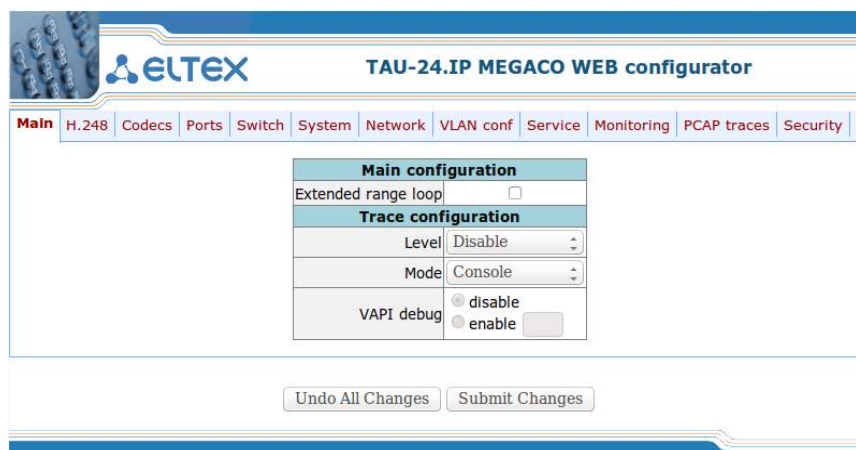 ELTEX
TAU-24.IP MEGACO WEB configurator
Main H.248 Codecs Ports Switch System Network VLAN conf Service Monitoring PCAP traces Security
Main configuration
Extended range loop
Trace configuration
Level Disable
Mode Console
VAPI debug
disable
enable
Undo All Changes Submit Changes